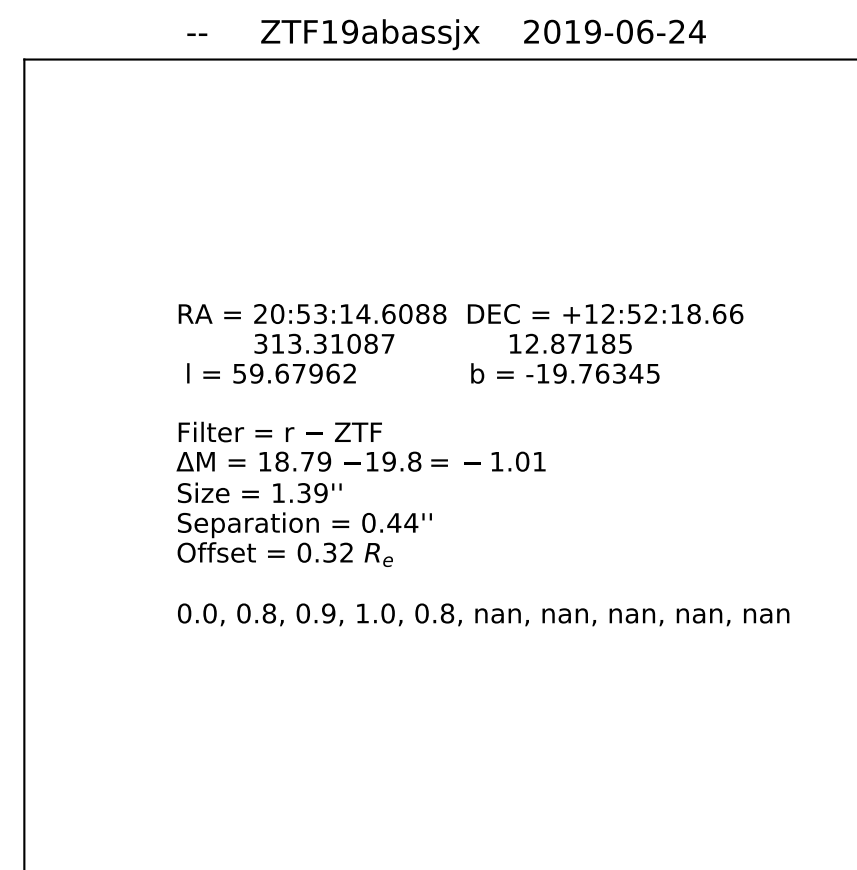 -- ZTF19abassjx 2019-06-24
RA = 20:53:14.6088 DEC = +12:52:18.66
313.31087 12.87185
l = 59.67962 b = -19.76345
Filter = r − ZTF
ΔM = 18.79 −19.8 = − 1.01
Size = 1.39''
Separation = 0.44''
Offset = 0.32 Re
0.0, 0.8, 0.9, 1.0, 0.8, nan, nan, nan, nan, nan